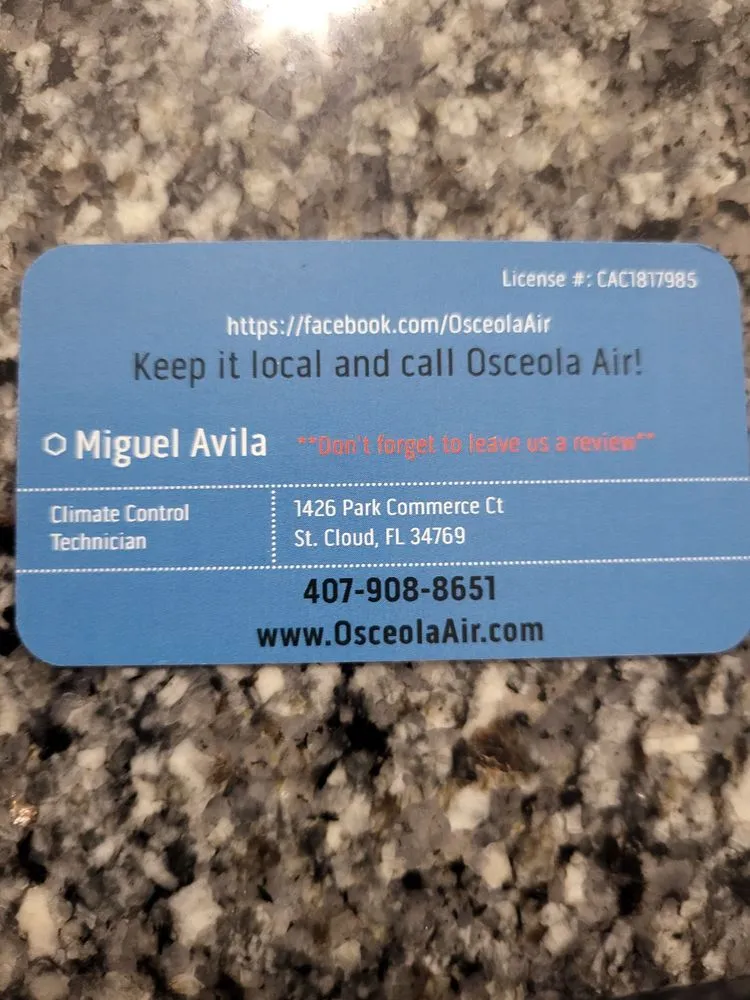 License #: CAC1817985
https://facebook.com/OsceolaAir
Keep it local and call Osceola Air!
Miguel Avila **Don't forget to leave us a review**
Climate Control
Technician
1426 Park Commerce Ct
St. Cloud, FL 34769
407-908-8651
www.OsceolaAir.com